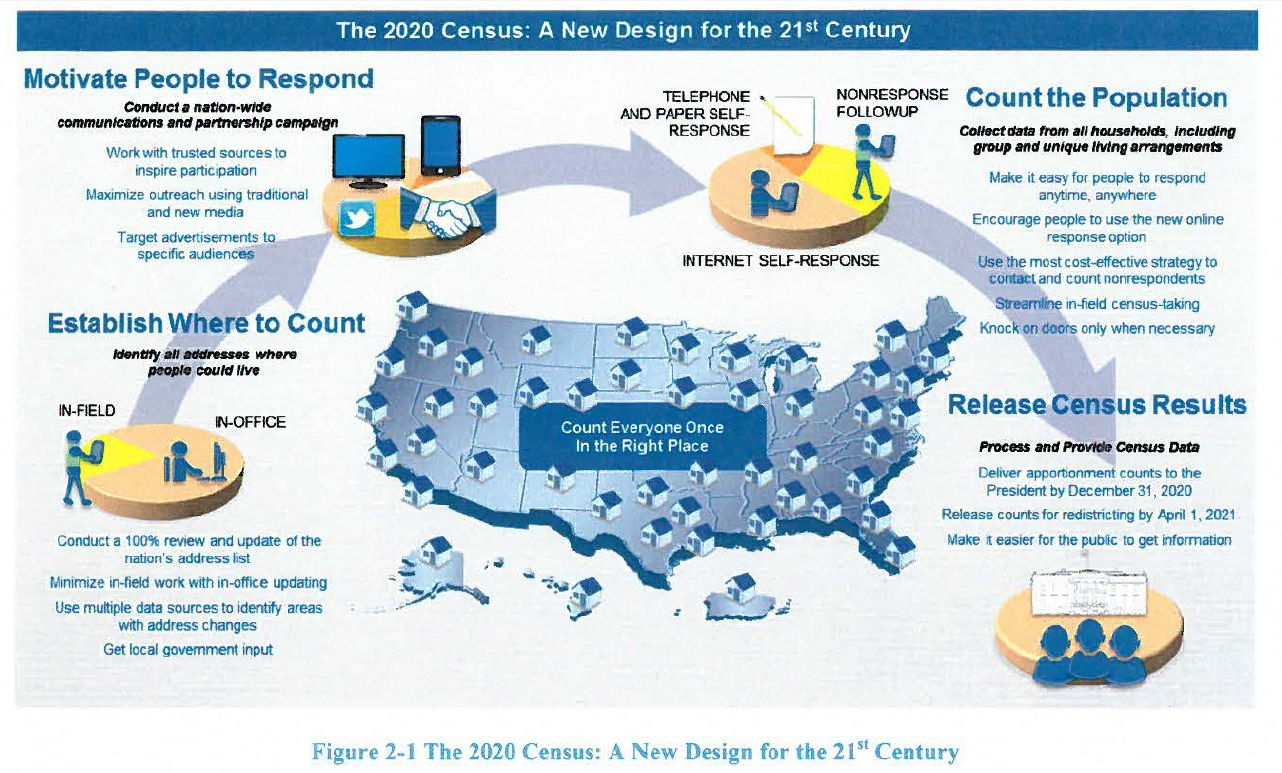 The 2020 Census: A New Design for the 21st Century
Motivate People to Respond
Conduct a nation-wide
communications and partnership campaign
Work with trusted sources to
inspire participation
Maximize outreach using traditional
and new media
Target advertisements to
specific audiences
TELEPHONE
AND PAPER SELF-
RESPONSE
NONRESPONSE
FOLLOWUP
INTERNET SELF-RESPONSE
Count the Population
Collect data from all households, including
group and unique living arrangements
Make it easy for people to respond
anytime, anywhere
Encourage people to use the new online
response option
Use the most cost-effective strategy to
contact and count nonrespondents
Streamline in-field census-taking
Knock on doors only when necessary
Establish Where to Count
Identify all addresses where
people could live
IN-FIELD
IN-OFFICE
Conduct a 100% review and update of the
nation's address list
Minimize in-field work with in-office updating
Use multiple data sources to identify areas
with address changes
Get local government input
Count Everyone Once
In the Right Place
Release Census Results
Process and Provide Census Data
Deliver apportionment counts to the
President by December 31, 2020
Release counts for redistricting by April 1, 2021
Make it easier for the public to get information
Figure 2-1 The 2020 Census: A New Design for the 21st Century